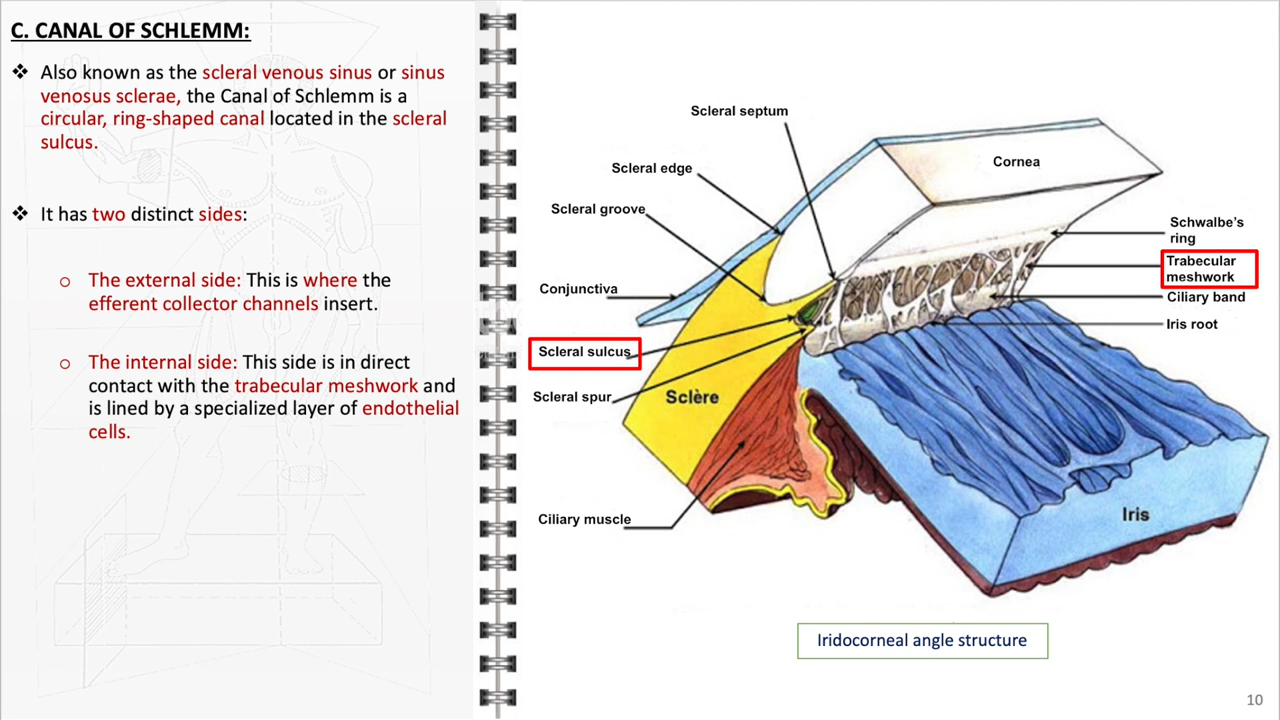 C. CANAL OF SCHLEMM:
❖ Also known as the scleral venous sinus or sinus
venosus sclerae, the Canal of Schlemm is a
circular, ring-shaped canal located in the scleral
sulcus.
❖ It has two distinct sides:
o The external side: This is where the
efferent collector channels insert.
o The internal side: This side is in direct
contact with the trabecular meshwork and
is lined by a specialized layer of endothelial
cells.
Scleral septum
Scleral edge
Scleral groove
Conjunctiva
Scleral sulcus
Scleral spur
Ciliary muscle
Sclère
Cornea
Schwalbe's
ring
Trabecular
meshwork
Ciliary band
Iris root
Iris
Iridocorneal angle structure
10